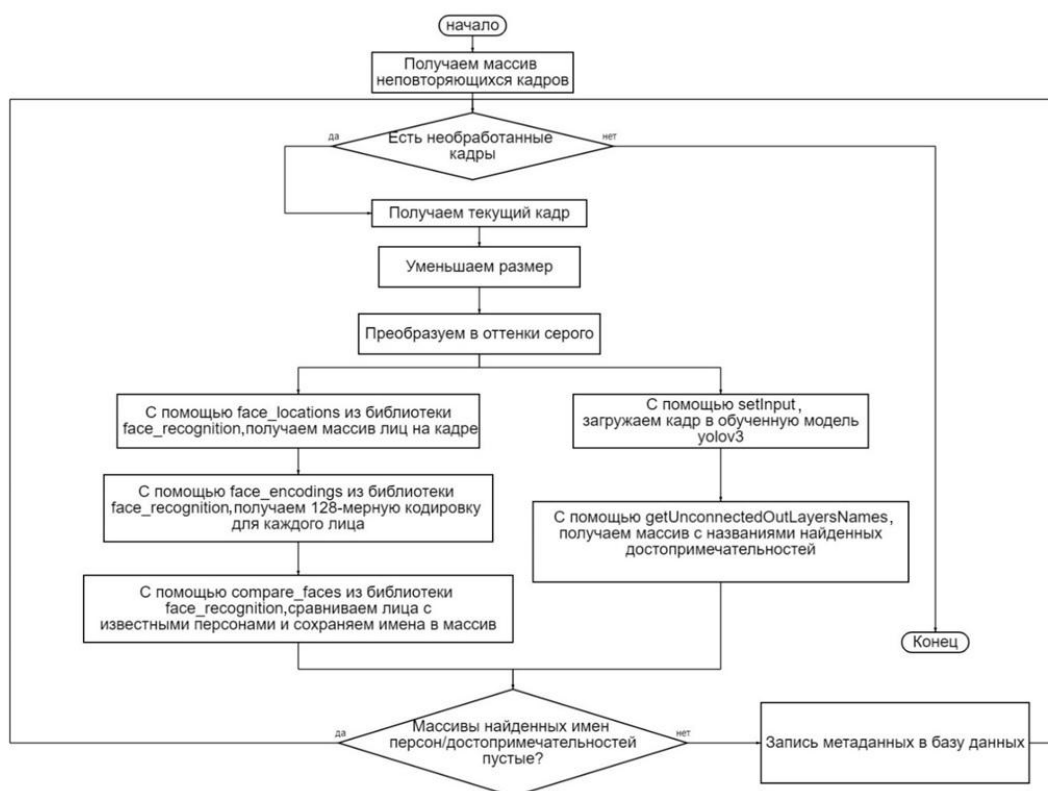 начало
Получаем массив
неповторяющихся кадров
да
Есть необработанные
кадры
нет
Получаем текущий кадр
Уменьшаем размер
Преобразуем в оттенки серого
С помощью face_locations из библиотеки
face_recognition,получаем массив лиц на кадре
С помощью setInput,
загружаем кадр в обученную модель
yolov3
С помощью face_encodings из библиотеки
face_recognition,получаем 128-мерную кодировку
для каждого лица
С помощью getUnconnectedOutLayersNames,
получаем массив с названиями найденных
достопримечательностей
С помощью compare_faces из библиотеки
face_recognition,сравниваем лица с
известными персонами и сохраняем имена в массив
Конец
да
Массивы найденных имен
персон/достопримечательностей
пустые?
нет
Запись метаданных в базу данных